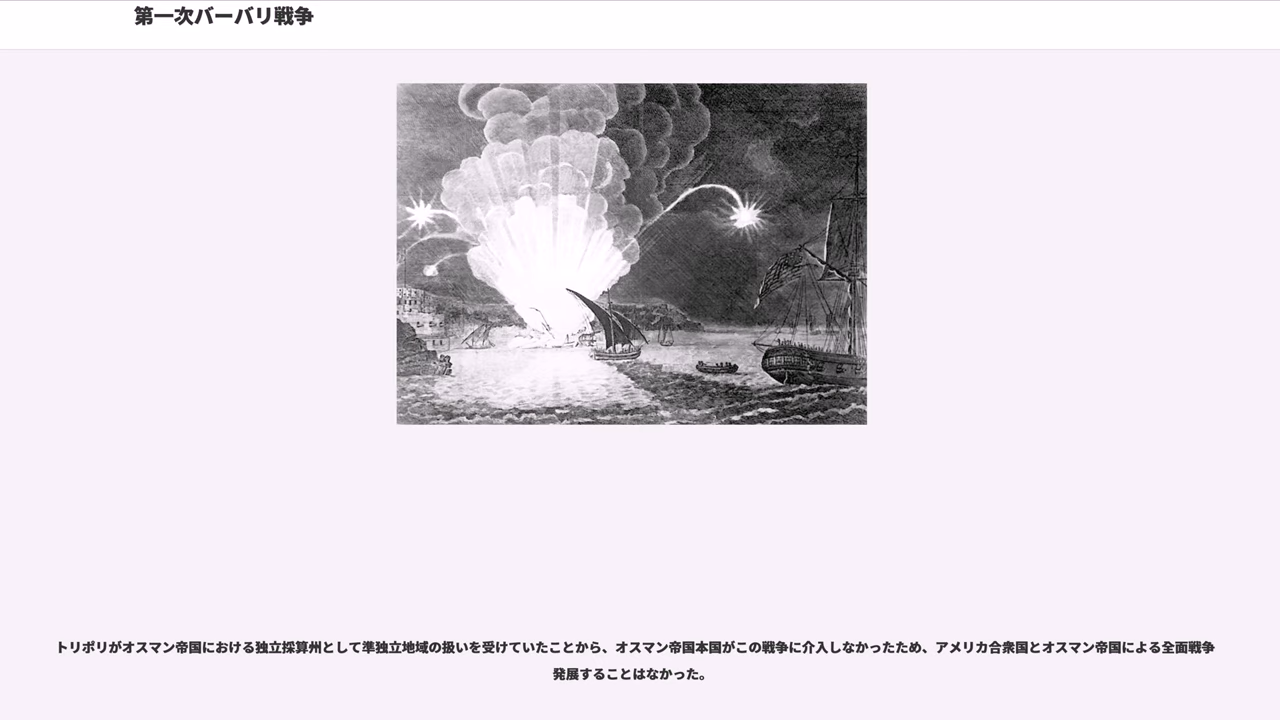 第一次バーバリ戦争
トリポリがオスマン帝国における独立採算州として準独立地域の扱いを受けていたことから、オスマン帝国本国がこの戦争に介入しなかったため、アメリカ合衆国とオスマン帝国による全面戦争
発展することはなかった。